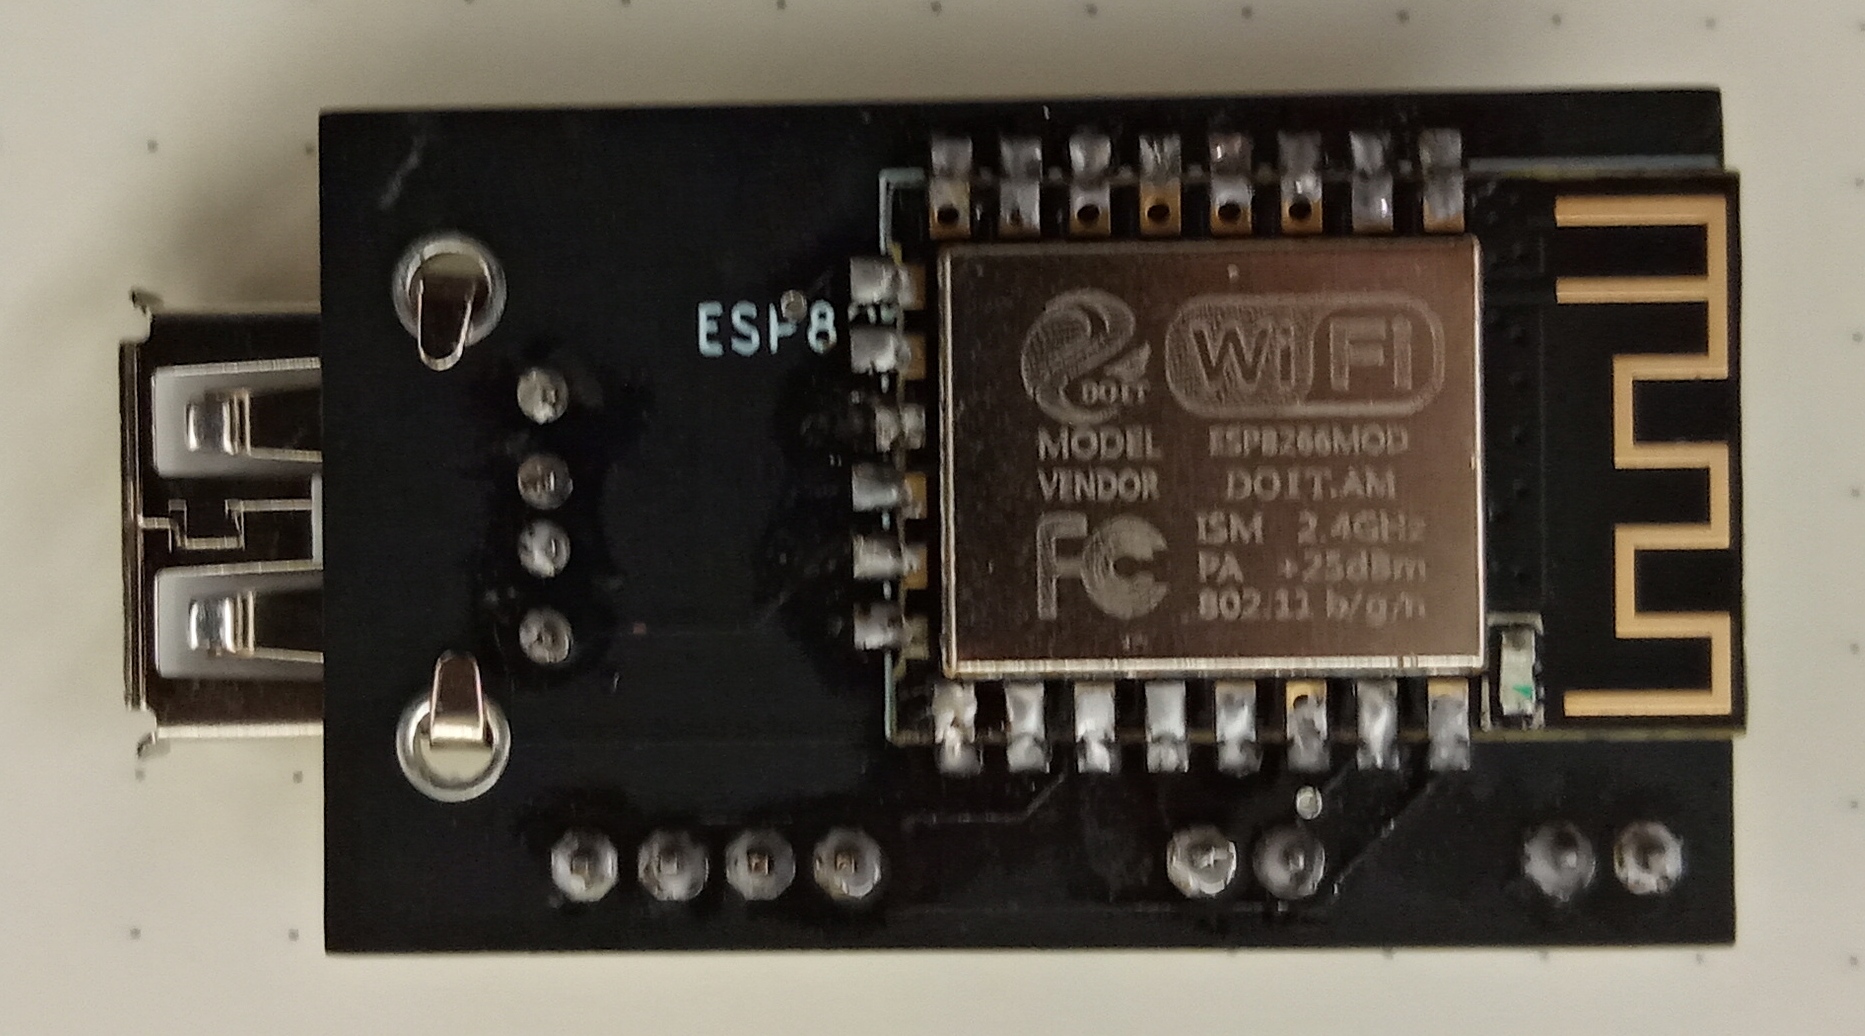 ESP8
DOIT
WiFi
MODEL ESP8266MOD
VENDOR DOIT.AM
FC
ISM 2.4GHz
PA +25dBm
802.11 b/g/n